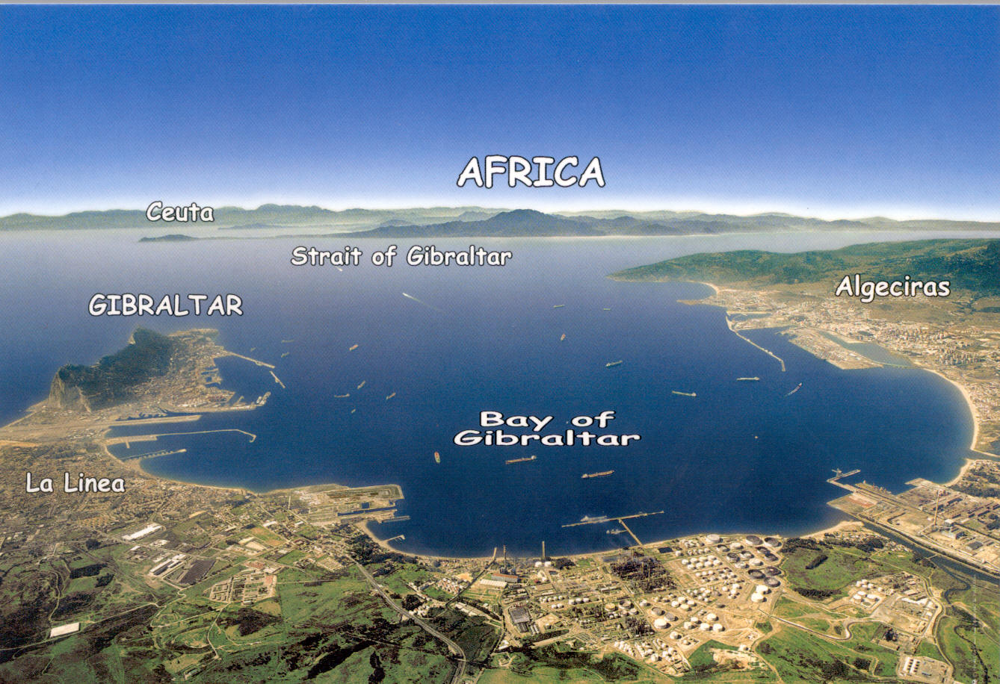 AFRICA
Ceuta
Strait of Gibraltar
Algeciras
GIBRALTAR
Bay of
Gibraltar
La Linea